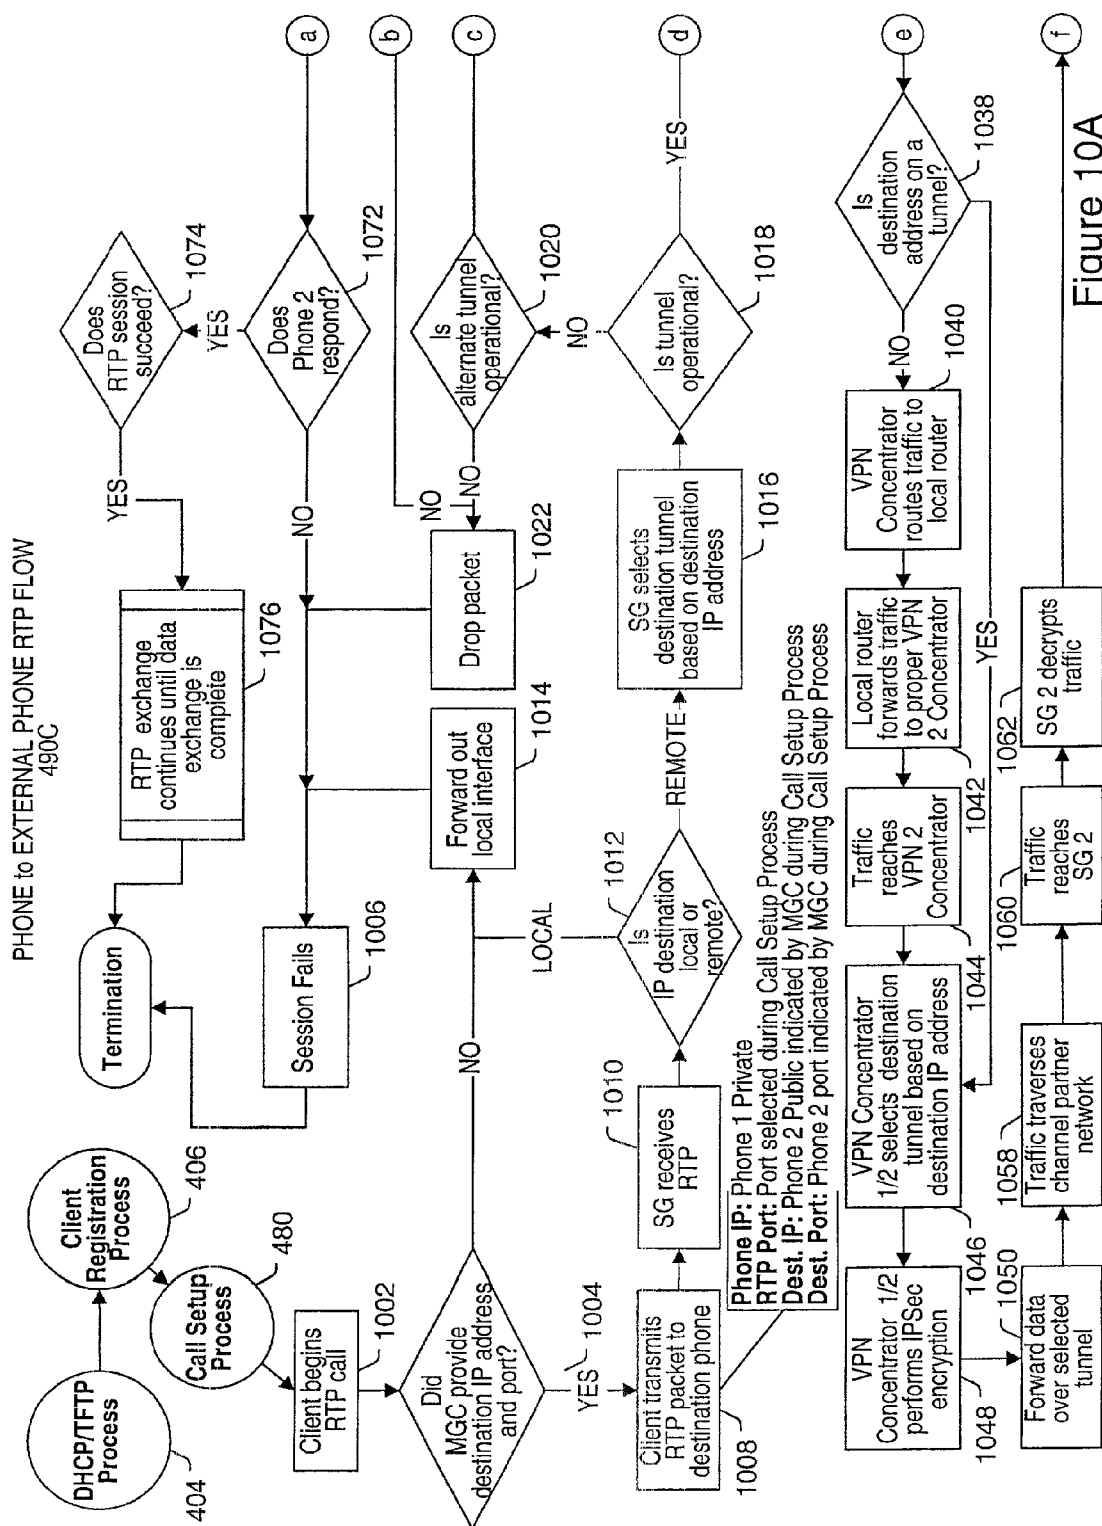 PHONE to EXTERNAL PHONE RTP FLOW
490C
DHCP/TFTP
Process
404
Client
Registration
Process
406
Call Setup
Process
480
Client begins
RTP call
1002
Did
MGC provide
destination IP address
and port?
1004
NO
YES
Termination
Session Fails
1006
RTP exchange
continues until data
exchange is
complete
1076
YES
Does
RTP session
succeed?
1074
YES
Does
Phone 2
respond?
1072
NO
a
b
NO
Forward out
local interface
1014
Drop packet
1022
NO
Is
alternate tunnel
operational?
1020
c
Client transmits
RTP packet to
destination phone
1008
SG receives
RTP
1010
Is
IP destination
local or
remote?
1012
LOCAL
REMOTE
SG selects
destination tunnel
based on destination
IP address
1016
Is tunnel
operational?
1018
NO
YES
d
Phone IP: Phone 1 Private
RTP Port: Port selected during Call Setup Process
Dest. IP: Phone 2 Public indicated by MGC during Call Setup Process
Dest. Port: Phone 2 port indicated by MGC during Call Setup Process
e
Is
destination
address on a
tunnel?
1038
NO
YES
VPN
Concentrator
routes traffic to
local router
1040
Local router
forwards traffic
to proper VPN
2 Concentrator
1042
Traffic
reaches
VPN 2
Concentrator
1044
VPN Concentrator
1/2 selects destination
tunnel based on
destination IP address
1046
VPN
Concentrator 1/2
performs IPSec
encryption
1048
Forward data
over selected
tunnel
1050
Traffic traverses
channel partner
network
1058
Traffic
reaches
SG 2
1060
SG 2 decrypts
traffic
1062
f
Figure 10A